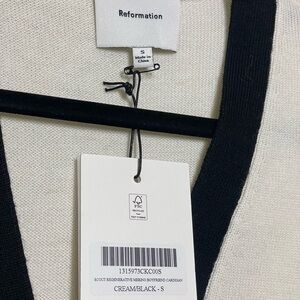 Reformation
S
Made in
China
FSC
1315973CKC00S
SCOUT REGENERATIVE MERINO BOYFRIEND CARDIGAN
CREAM/BLACK - S